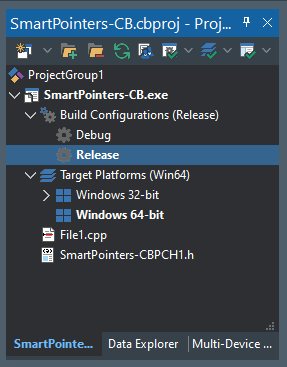 SmartPointers-CB.cbproj - Proj...
ProjectGroup1
SmartPointers-CB.exe
Build Configurations (Release)
Debug
Release
Target Platforms (Win64)
Windows 32-bit
Windows 64-bit
File1.cpp
SmartPointers-CBPCH1.h
SmartPointe... Data Explorer Multi-Device ...